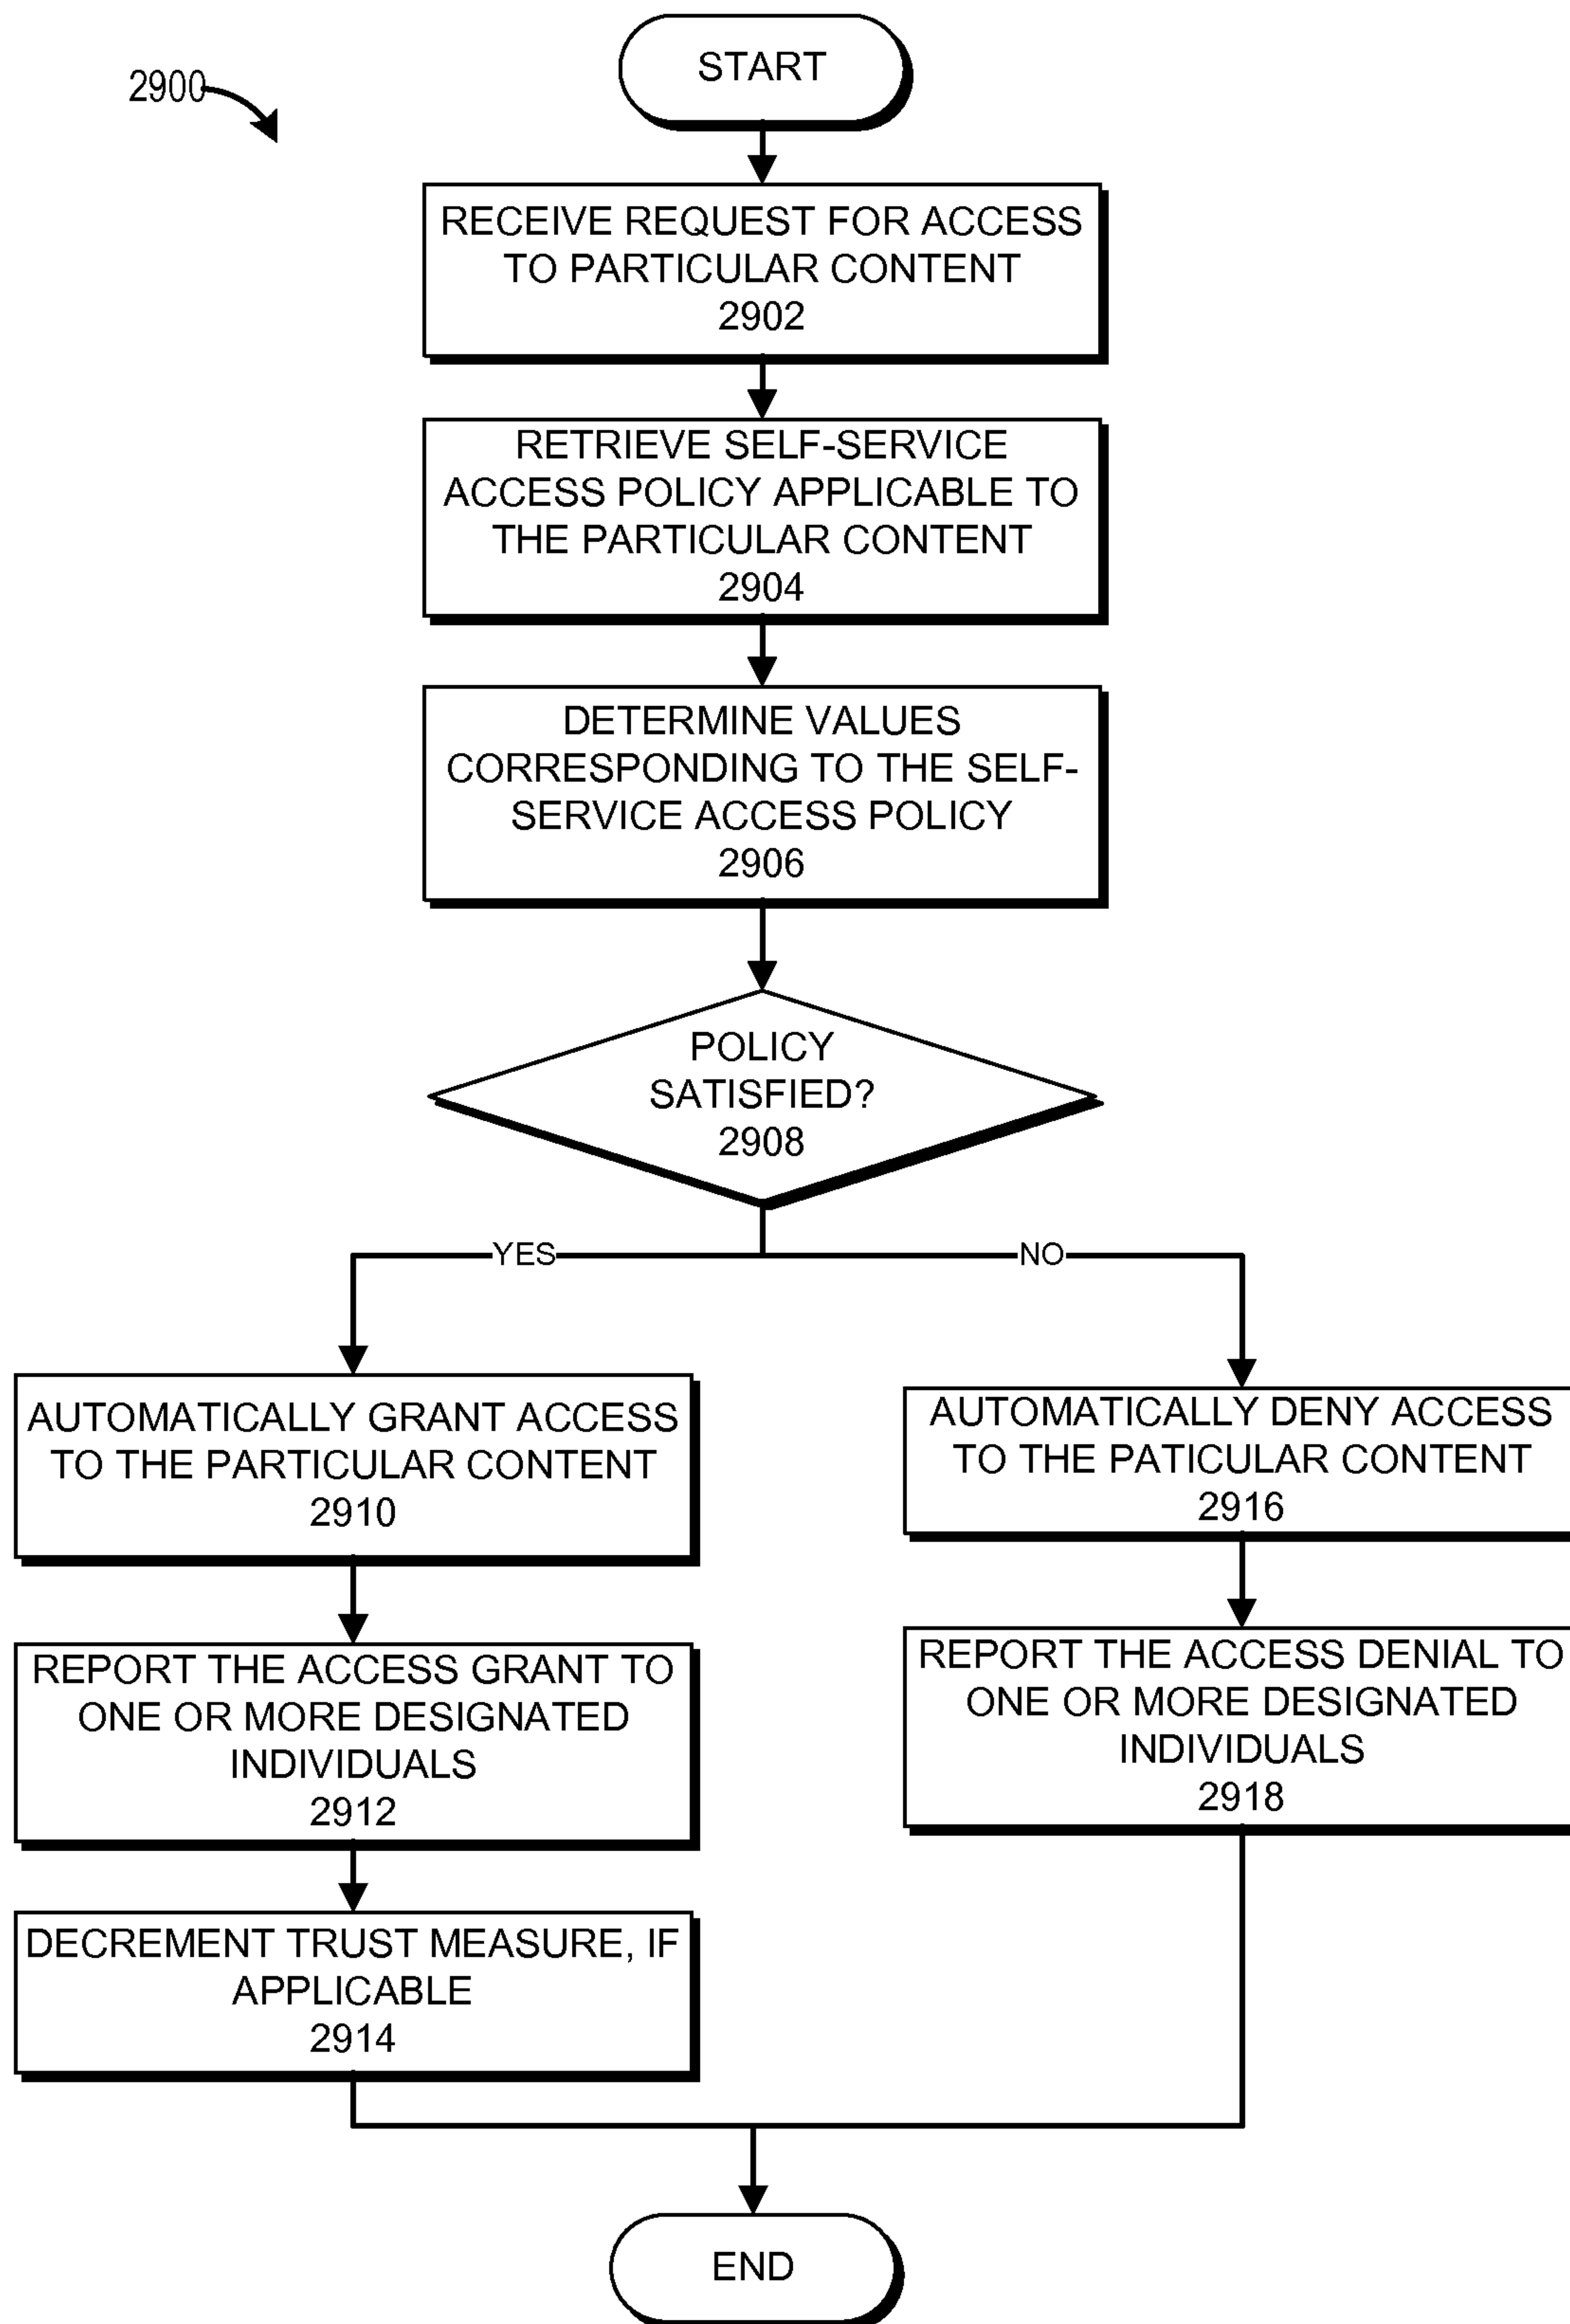 START
2900
RECEIVE REQUEST FOR ACCESS
TO PARTICULAR CONTENT
2902
RETRIEVE SELF-SERVICE
ACCESS POLICY APPLICABLE TO
THE PARTICULAR CONTENT
2904
DETERMINE VALUES
CORRESPONDING TO THE SELF-
SERVICE ACCESS POLICY
2906
POLICY
SATISFIED?
2908
YES
NO
AUTOMATICALLY GRANT ACCESS
TO THE PARTICULAR CONTENT
2910
AUTOMATICALLY DENY ACCESS
TO THE PATICULAR CONTENT
2916
REPORT THE ACCESS GRANT TO
ONE OR MORE DESIGNATED
INDIVIDUALS
2912
REPORT THE ACCESS DENIAL TO
ONE OR MORE DESIGNATED
INDIVIDUALS
2918
DECREMENT TRUST MEASURE, IF
APPLICABLE
2914
END